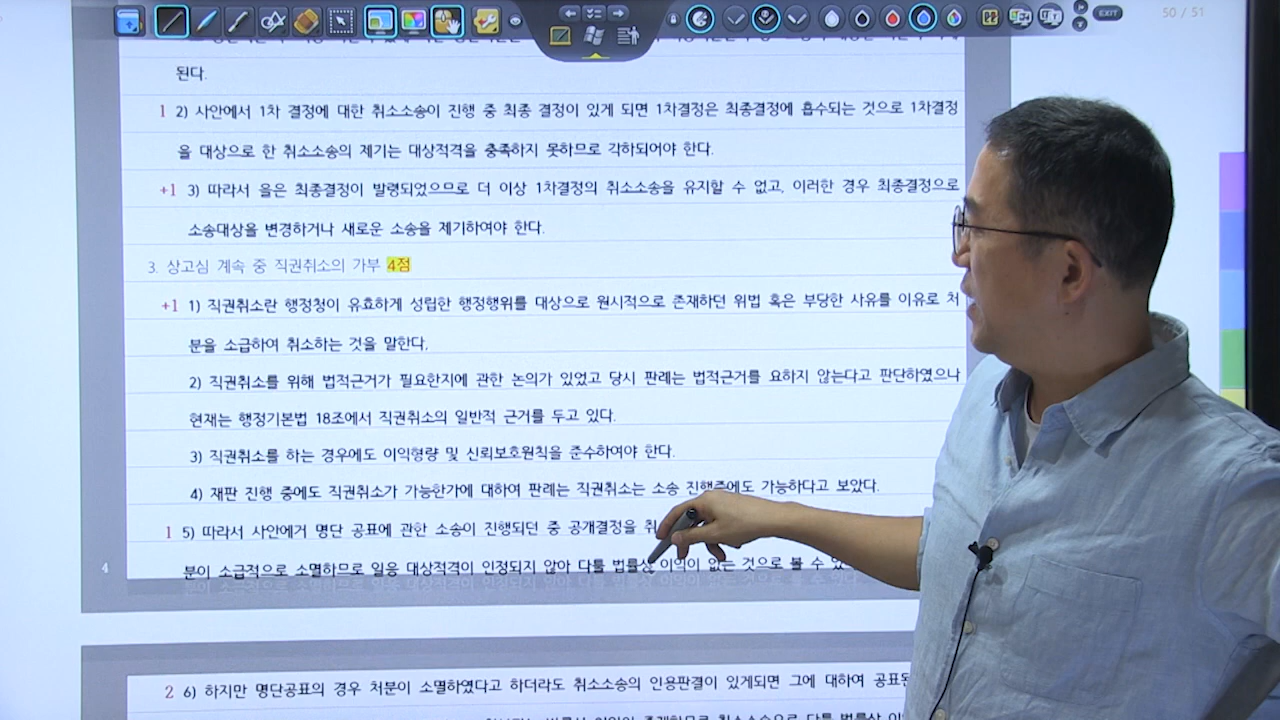 50 / 51
EXIT
된다.
1 2) 사안에서 1차 결정에 대한 취소소송이 진행 중 최종 결정이 있게 되면 1차결정은 최종결정에 흡수되는 것으로 1차결정
을 대상으로 한 취소소송의 제기는 대상적격을 충족하지 못하므로 각하되어야 한다.
+1 3) 따라서 을은 최종결정이 발령되었으므로 더 이상 1차결정의 취소소송을 유지할 수 없고, 이러한 경우 최종결정으로
소송대상을 변경하거나 새로운 소송을 제기하여야 한다.
3. 상고심 계속 중 직권취소의 가부 4점
+1 1) 직권취소란 행정청이 유효하게 성립한 행정행위를 대상으로 원시적으로 존재하던 위법 혹은 부당한 사유를 이유로 처
분을 소급하여 취소하는 것을 말한다.
2) 직권취소를 위해 법적근거가 필요한지에 관한 논의가 있었고 당시 판례는 법적근거를 요하지 않는다고 판단하였으나
현재는 행정기본법 18조에서 직권취소의 일반적 근거를 두고 있다.
3) 직권취소를 하는 경우에도 이익형량 및 신뢰보호원칙을 준수하여야 한다.
4) 재판 진행 중에도 직권취소가 가능한가에 대하여 판례는 직권취소는 소송 진행중에도 가능하다고 보았다.
1 5) 따라서 사안에거 명단 공표에 관한 소송이 진행되던 중 공개결정을 취
분이 소급적으로 소멸하므로 일응 대상적격이 인정되지 않아 다툴 법률상 이익이 없는 것으로 볼 수
4
2 6) 하지만 명단공표의 경우 처분이 소멸하였다고 하더라도 취소소송의 인용판결이 있게되면 그에 대하여